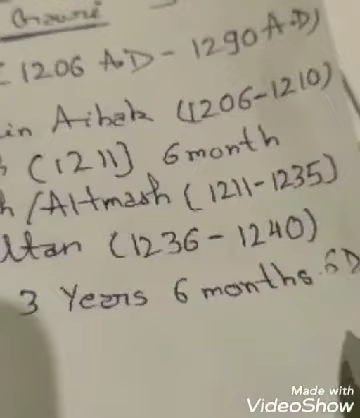 (1206 A.D - 1290 A.D)
in Aibak (1206-1210)
(1211) 6 month
/Altmash (1211-1235)
ltan (1236-1240)
3 Years 6 months.
Made with
VideoShow